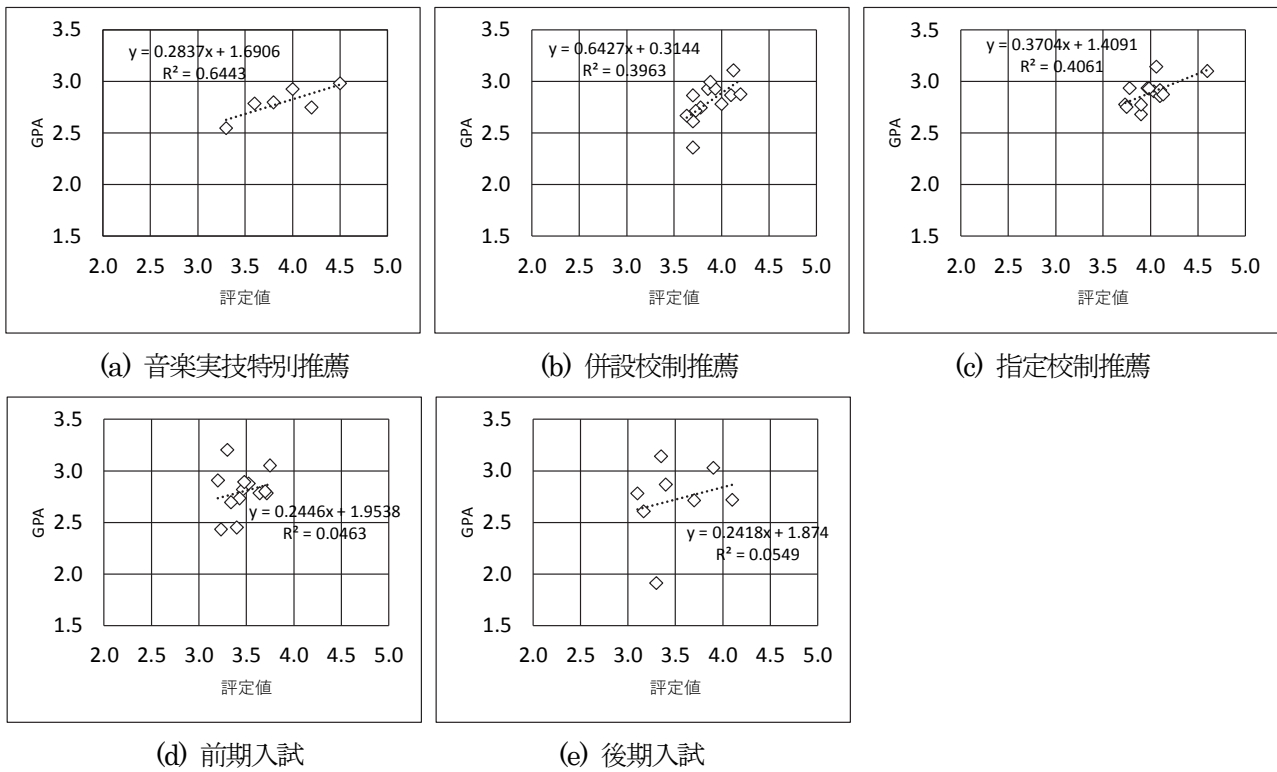 3.5
3.0
2.5
2.0
1.5
GPA
y = 0.2837x + 1.6906
R² = 0.6443
2.0 2.5 3.0 3.5 4.0 4.5 5.0
評定値
(a) 音楽実技特別推薦
3.5
3.0
2.5
2.0
1.5
GPA
y = 0.6427x + 0.3144
R² = 0.3963
2.0 2.5 3.0 3.5 4.0 4.5 5.0
評定値
(b) 併設校制推薦
3.5
3.0
2.5
2.0
1.5
GPA
y = 0.3704x + 1.4091
R² = 0.4061
2.0 2.5 3.0 3.5 4.0 4.5 5.0
評定値
(c) 指定校制推薦
3.5
3.0
2.5
2.0
1.5
GPA
y = 0.2446x + 1.9538
R² = 0.0463
2.0 2.5 3.0 3.5 4.0 4.5 5.0
評定値
(d) 前期入試
3.5
3.0
2.5
2.0
1.5
GPA
y = 0.2418x + 1.874
R² = 0.0549
2.0 2.5 3.0 3.5 4.0 4.5 5.0
評定値
(e) 後期入試